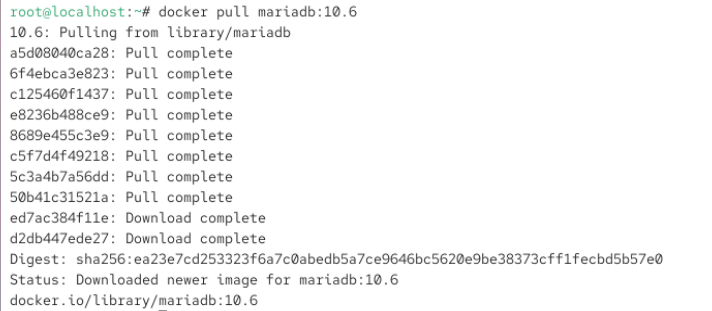 root@localhost:~# docker pull mariadb:10.6
10.6: Pulling from library/mariadb
a5d08040ca28: Pull complete
6f4ebca3e823: Pull complete
c125460f1437: Pull complete
e8236b488ce9: Pull complete
8689e455c3e9: Pull complete
c5f7d4f49218: Pull complete
5c3a4b7a56dd: Pull complete
50b41c31521a: Pull complete
ed7ac384f11e: Download complete
d2db447ede27: Download complete
Digest: sha256:ea23e7cd253323f6a7c0abedb5a7ce9646bc5620e9be38373cff1fecbd5b57e0
Status: Downloaded newer image for mariadb:10.6
docker.io/library/mariadb:10.6